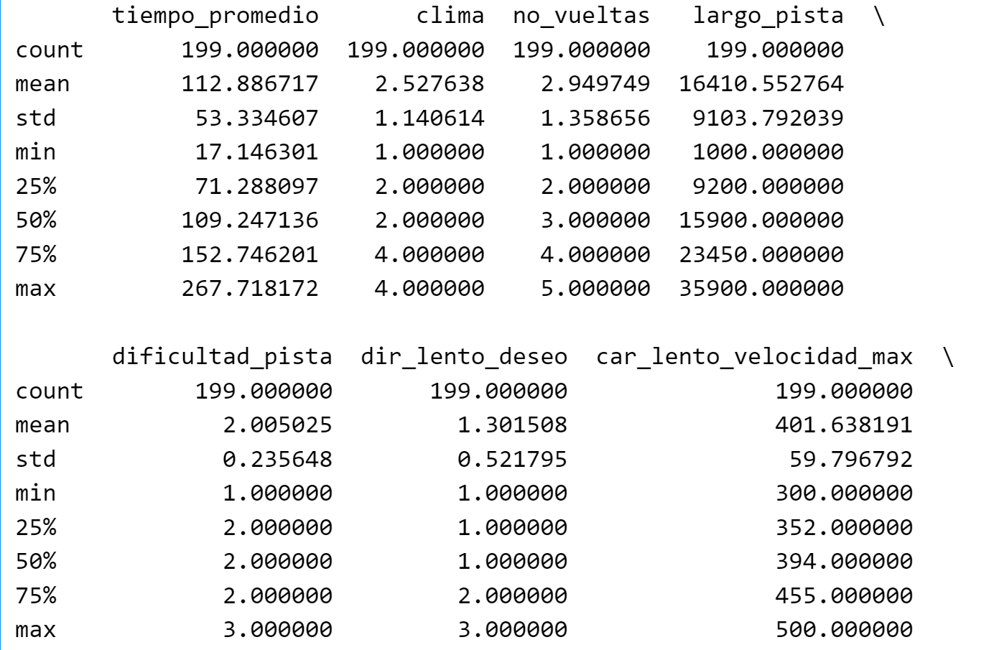 tiempo_promedio clima no_vueltas largo_pista \
count 199.000000 199.000000 199.000000 199.000000
mean 112.886717 2.527638 2.949749 16410.552764
std 53.334607 1.140614 1.358656 9103.792039
min 17.146301 1.000000 1.000000 1000.000000
25% 71.288097 2.000000 2.000000 9200.000000
50% 109.247136 2.000000 3.000000 15900.000000
75% 152.746201 4.000000 4.000000 23450.000000
max 267.718172 4.000000 5.000000 35900.000000
dificultad_pista dir_lento_deseo car_lento_velocidad_max \
count 199.000000 199.000000 199.000000
mean 2.005025 1.301508 401.638191
std 0.235648 0.521795 59.796792
min 1.000000 1.000000 300.000000
25% 2.000000 1.000000 352.000000
50% 2.000000 1.000000 394.000000
75% 2.000000 2.000000 455.000000
max 3.000000 3.000000 500.000000